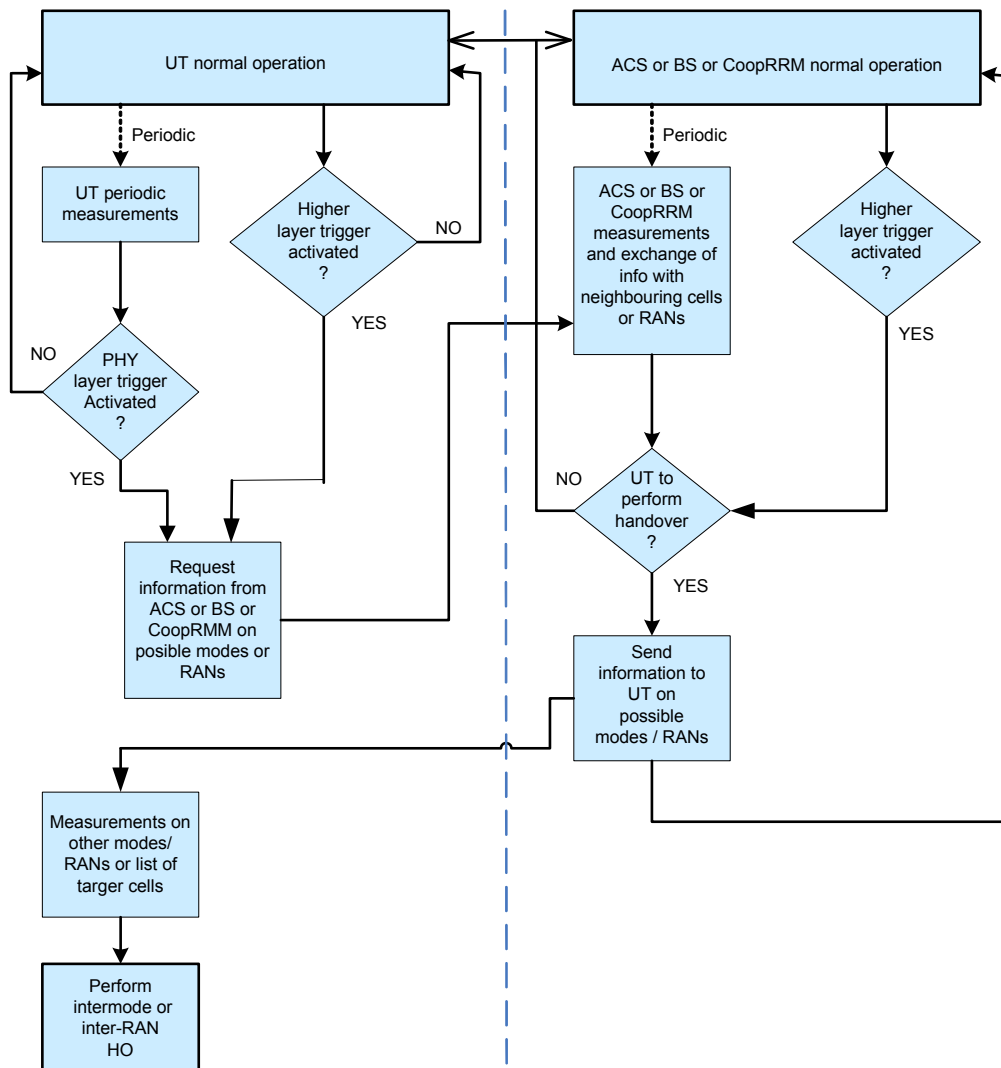 UT normal operation
ACS or BS or CoopRRM normal operation
Periodic
Periodic
UT periodic
measurements
Higher
layer trigger
activated
?
NO
YES
ACS or BS or
CoopRRM
measurements
and exchange of
info with
neighbouring cells
or RANs
Higher
layer trigger
activated
?
YES
NO
PHY
layer trigger
Activated
?
YES
NO
UT to
perform
handover
?
YES
Request
information from
ACS or BS or
CoopRMM on
posible modes or
RANs
Send
information to
UT on
possible
modes / RANs
Measurements on
other modes/
RANs or list of
targer cells
Perform
intermode or
inter-RAN
HO